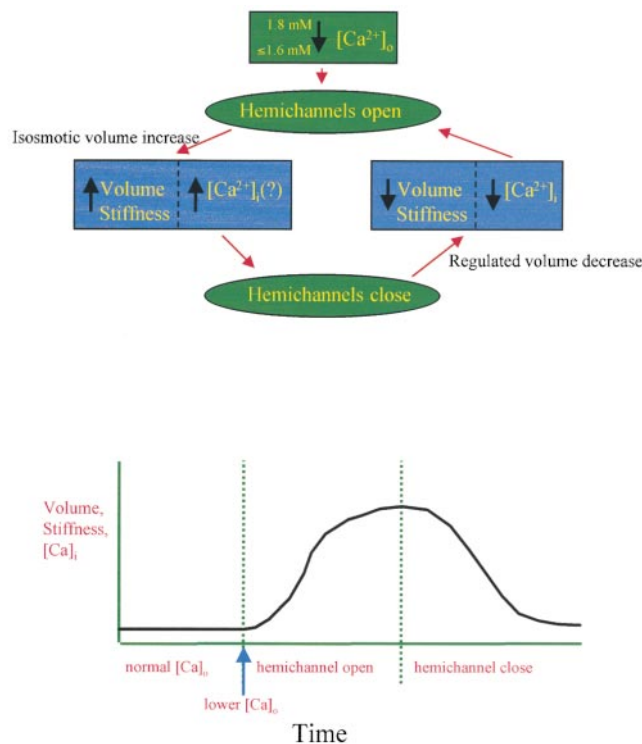 1.8 mM
≤1.6 mM
[Ca²⁺]ₒ
Hemichannels open
Isosmotic volume increase
Volume
Stiffness
[Ca²⁺]ᵢ(?)
Volume
Stiffness
[Ca²⁺]ᵢ
Regulated volume decrease
Hemichannels close
Volume,
Stiffness,
[Ca]ᵢ
normal [Ca]ₒ
hemichannel open
hemichannel close
lower [Ca]ₒ
Time